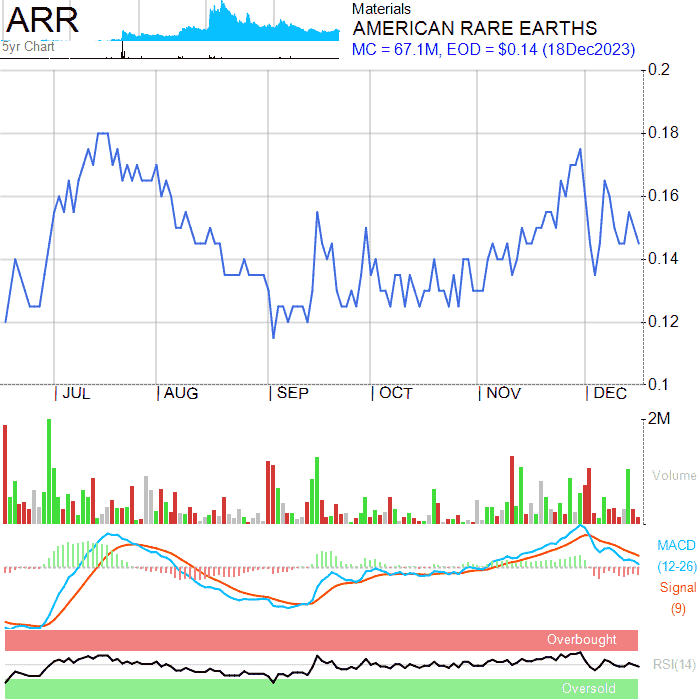 ARR
5yr Chart
Materials
AMERICAN RARE EARTHS
MC = 67.1M, EOD = $0.14 (18Dec2023)
0.2
0.18
0.16
0.14
0.12
0.1
JUL AUG SEP OCT NOV DEC
2M
Volume
MACD
(12-26)
Signal
(9)
Overbought
RSI(14)
Oversold